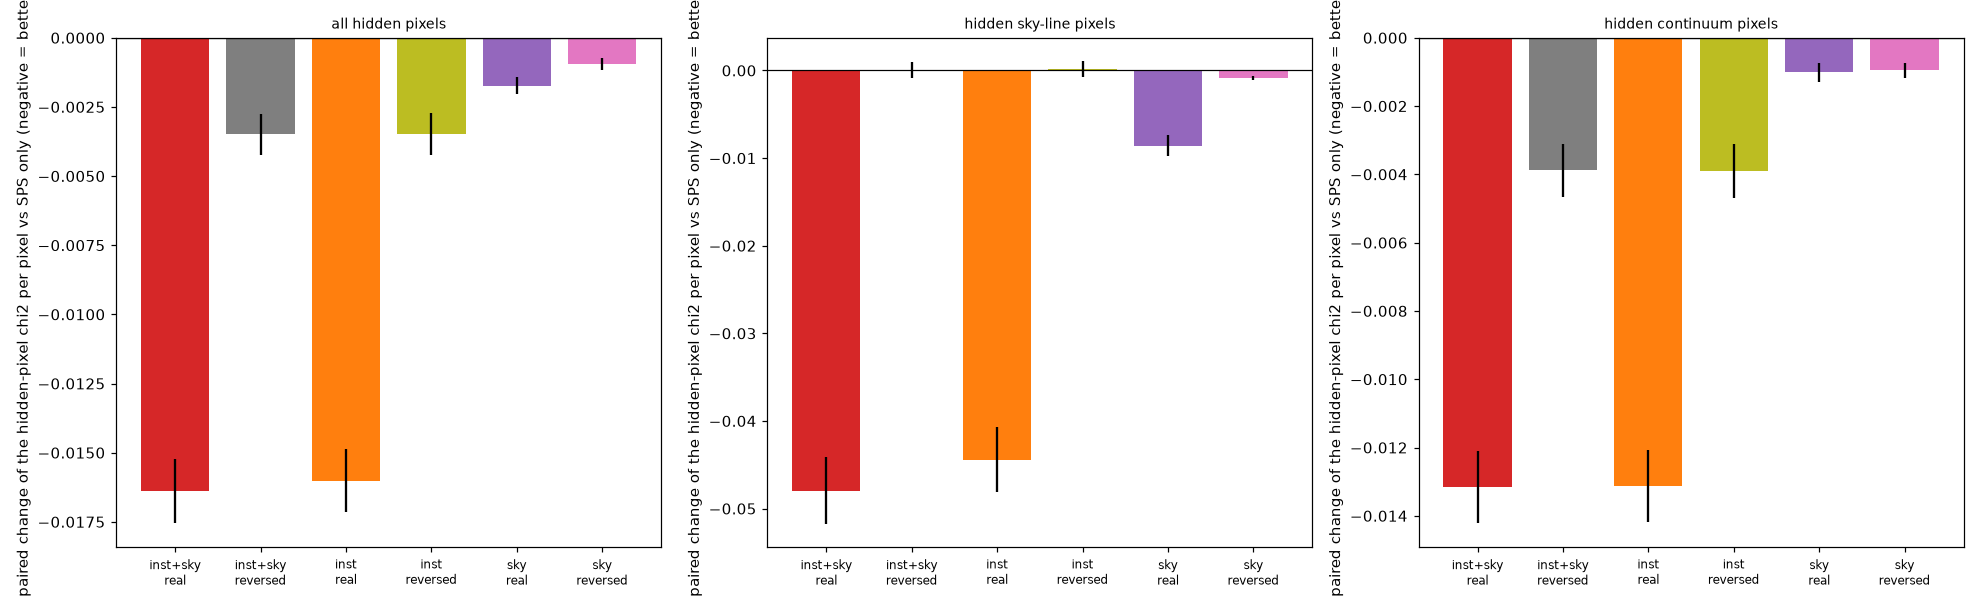 all hidden pixels
paired change of the hidden-pixel chi2 per pixel vs SPS only (negative = bette
0.0000
−0.0025
−0.0050
−0.0075
−0.0100
−0.0125
−0.0150
−0.0175
inst+sky inst+sky inst inst sky sky
real reversed real reversed real reversed
hidden sky-line pixels
paired change of the hidden-pixel chi2 per pixel vs SPS only (negative = bette
0.00
−0.01
−0.02
−0.03
−0.04
−0.05
inst+sky inst+sky inst inst sky sky
real reversed real reversed real reversed
hidden continuum pixels
paired change of the hidden-pixel chi2 per pixel vs SPS only (negative = bette
0.000
−0.002
−0.004
−0.006
−0.008
−0.010
−0.012
−0.014
inst+sky inst+sky inst inst sky sky
real reversed real reversed real reversed